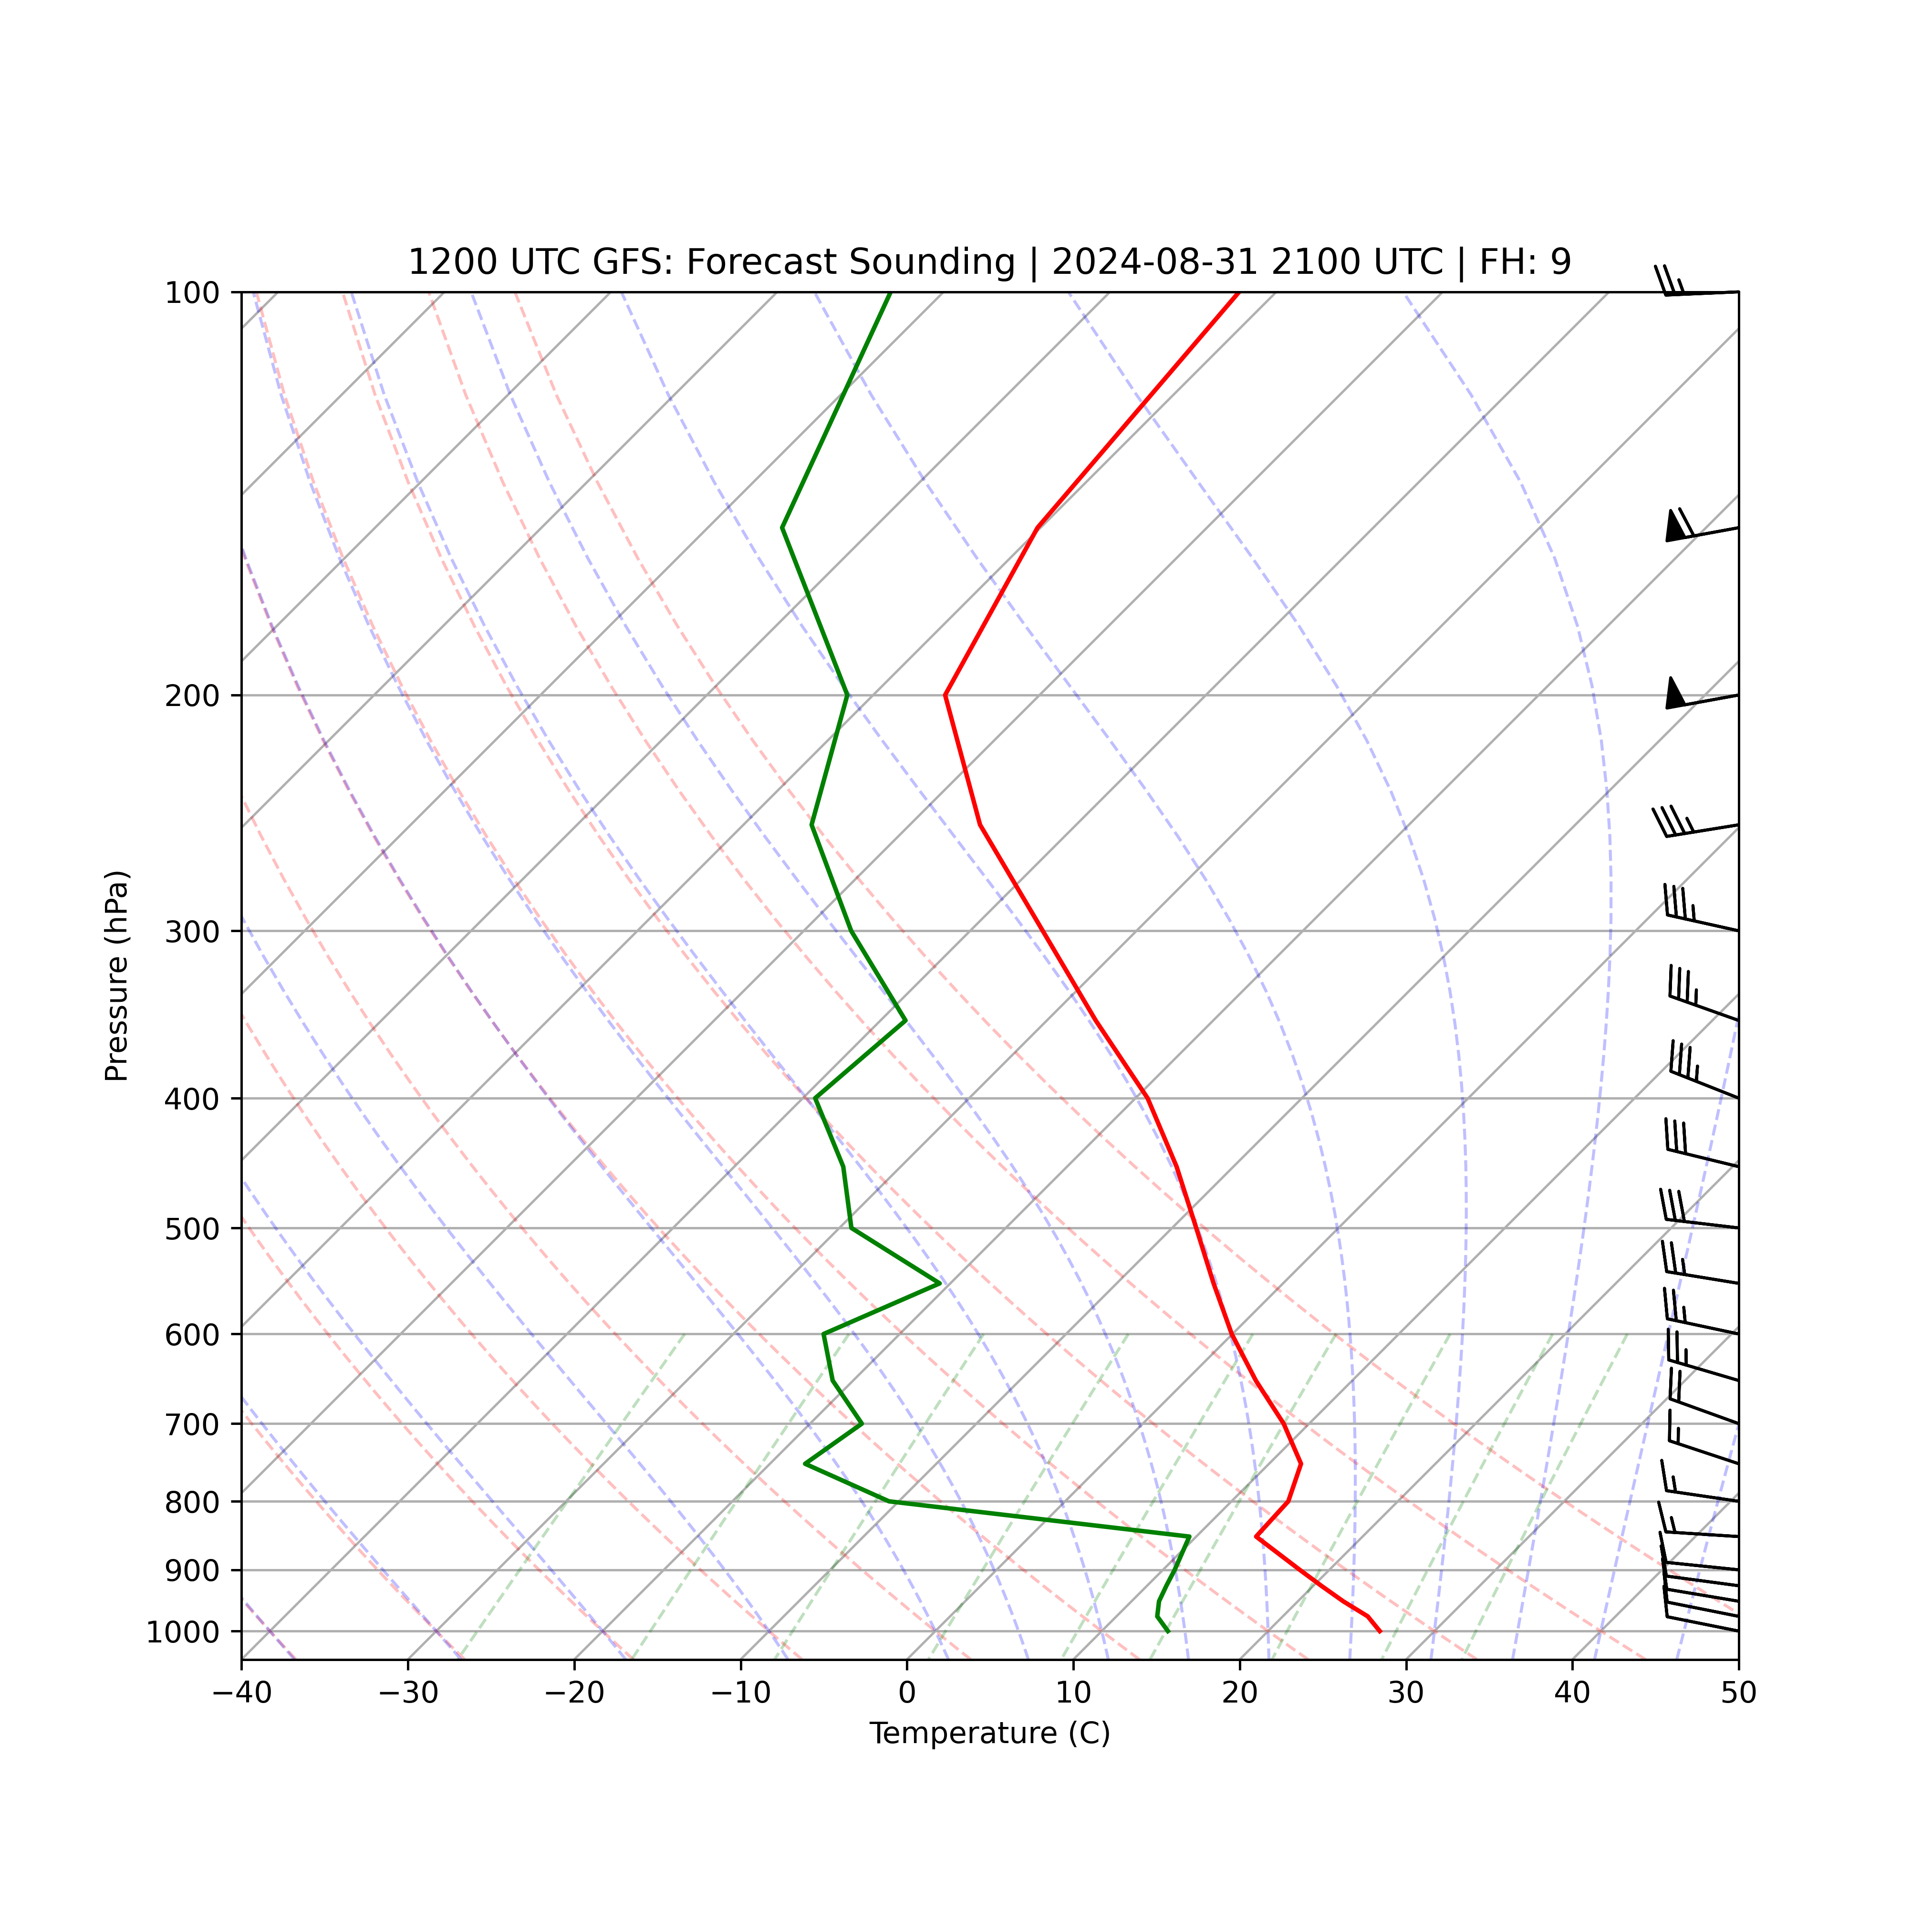 1200 UTC GFS: Forecast Sounding | 2024-08-31 2100 UTC | FH: 9
100
200
300
400
500
600
700
800
900
1000
Pressure (hPa)
−40 −30 −20 −10 0 10 20 30 40 50
Temperature (C)